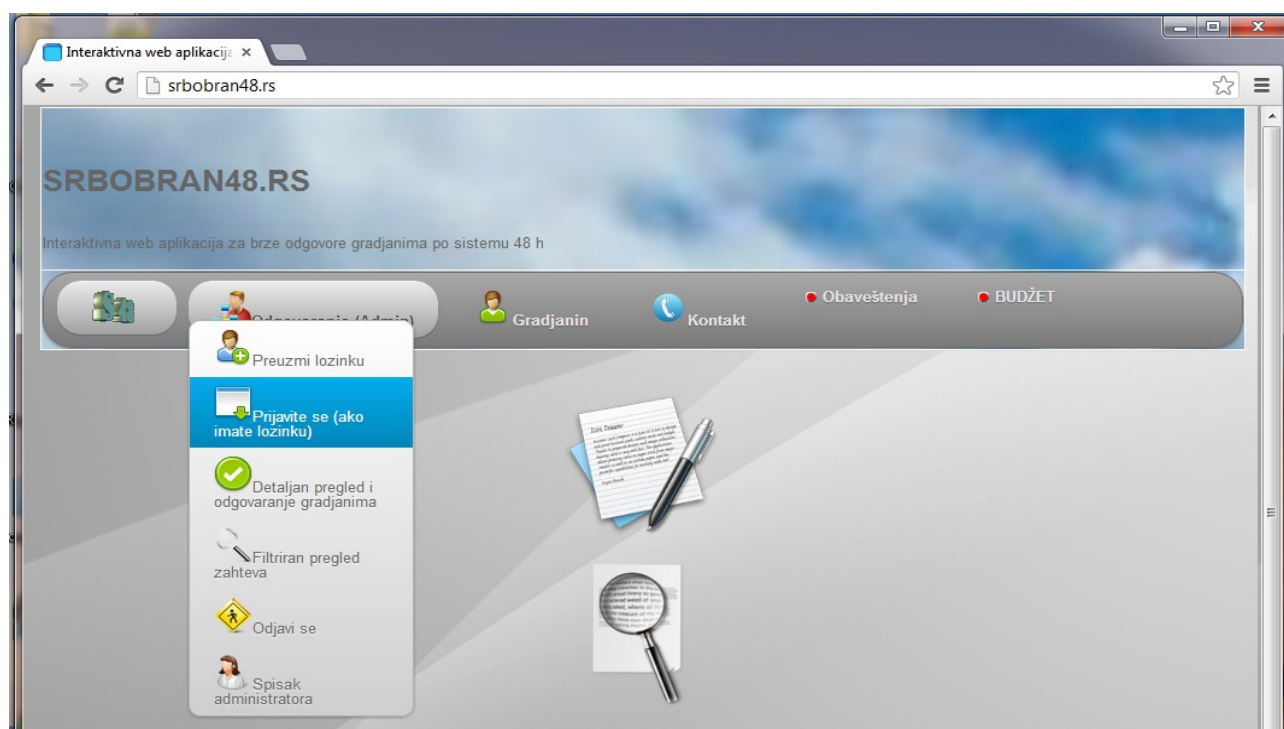 Interaktivna web aplikacija
srbobran48.rs
SRBOBRAN48.RS
Interaktivna web aplikacija za brze odgovore gradjanima po sistemu 48 h
Odgovaranje (Admin)
Gradjanin
Kontakt
Obaveštenja
BUDŽET
Preuzmi lozinku
Prijavite se (ako
imate lozinku)
Detaljan pregled i
odgovaranje gradjanima
Filtriran pregled
zahteva
Odjavi se
Spisak
administratora